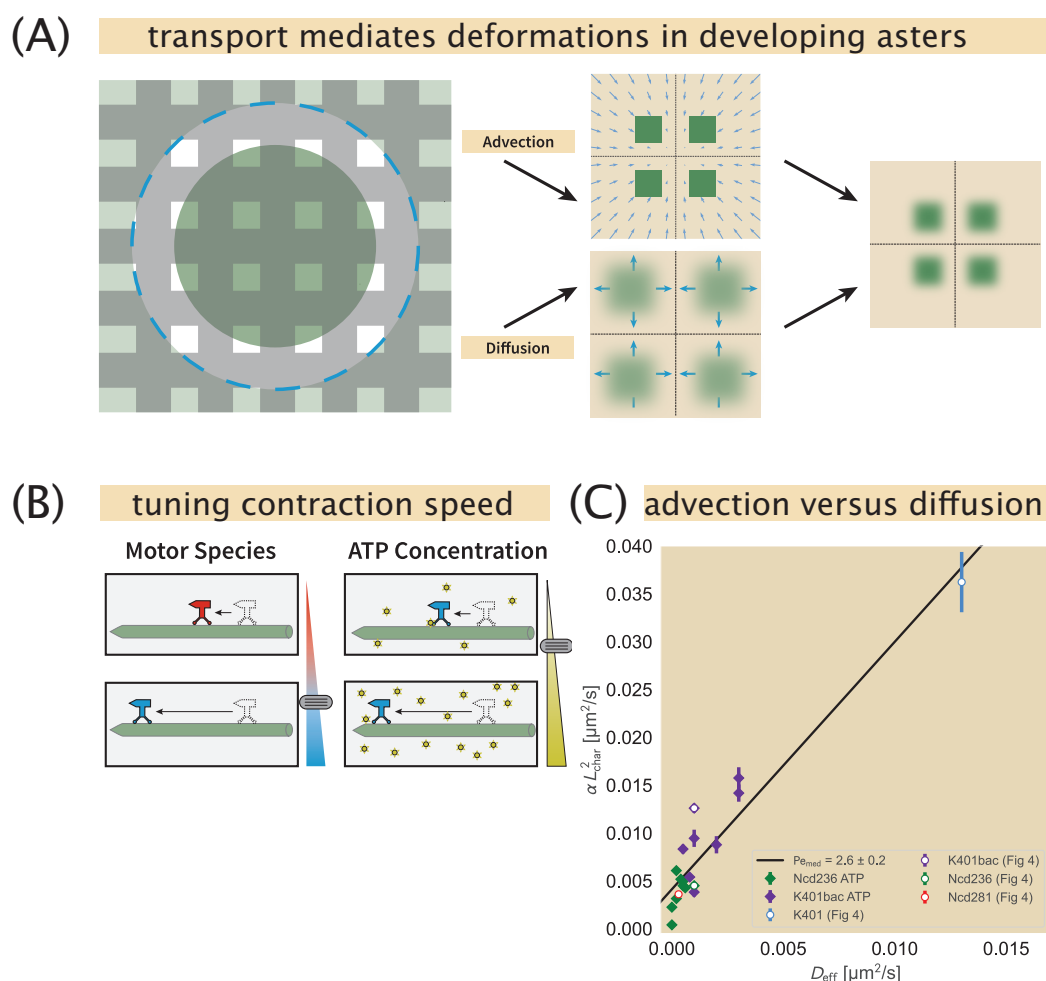 (A) transport mediates deformations in developing asters
Advection
Diffusion
(B) tuning contraction speed
Motor Species
ATP Concentration
(C) advection versus diffusion
0.040
0.035
0.030
0.025
0.020
0.015
0.010
0.005
0.000
α L²char [μm²/s]
Pe_med = 2.6 ± 0.2
Ncd236 ATP
K401bac ATP
K401 (Fig 4)
K401bac (Fig 4)
Ncd236 (Fig 4)
Ncd281 (Fig 4)
0.000 0.005 0.010 0.015
D_eff [μm²/s]